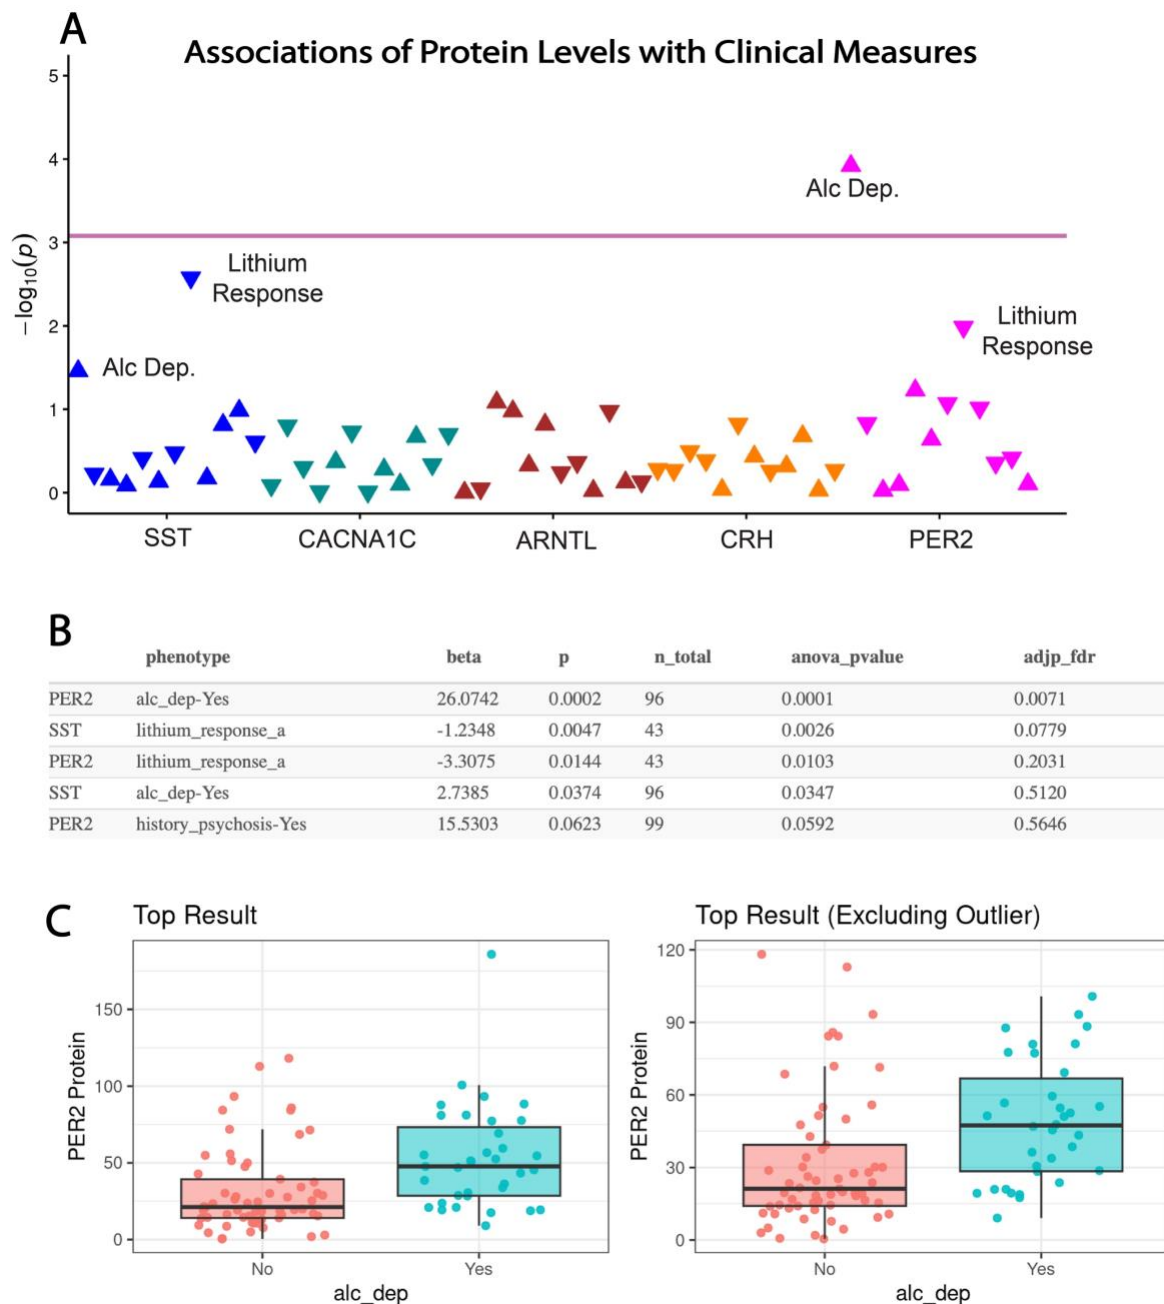 A
Associations of Protein Levels with Clinical Measures
5
4
3
2
1
0
−log10(p)
Alc Dep.
Lithium
Response
Lithium
Response
Alc Dep.
SST CACNA1C ARNTL CRH PER2
B
phenotype beta p n_total anova_pvalue adjp_fdr
PER2 alc_dep-Yes 26.0742 0.0002 96 0.0001 0.0071
SST lithium_response_a -1.2348 0.0047 43 0.0026 0.0779
PER2 lithium_response_a -3.3075 0.0144 43 0.0103 0.2031
SST alc_dep-Yes 2.7385 0.0374 96 0.0347 0.5120
PER2 history_psychosis-Yes 15.5303 0.0623 99 0.0592 0.5646
C
Top Result
150
100
50
0
PER2 Protein
No Yes
alc_dep
Top Result (Excluding Outlier)
120
90
60
30
0
PER2 Protein
No Yes
alc_dep